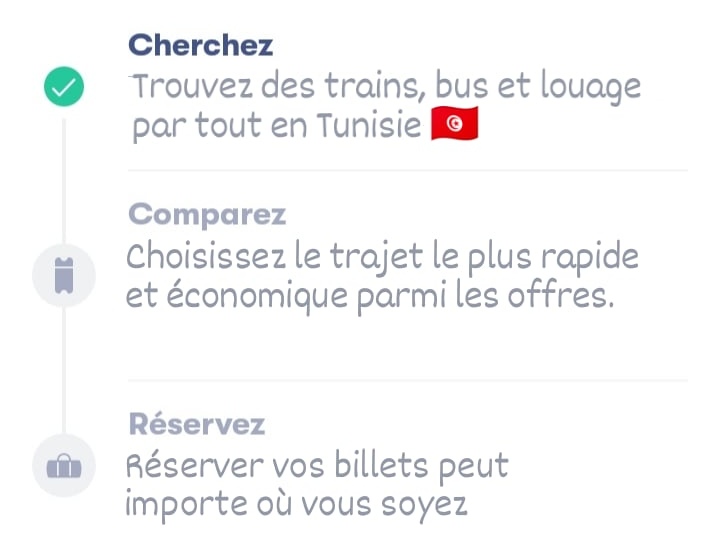 Cherchez
Trouvez des trains, bus et louage
par tout en Tunisie 🇹🇳
Comparez
Choisissez le trajet le plus rapide
et économique parmi les offres.
Réservez
Réserver vos billets peut
importe où vous soyez